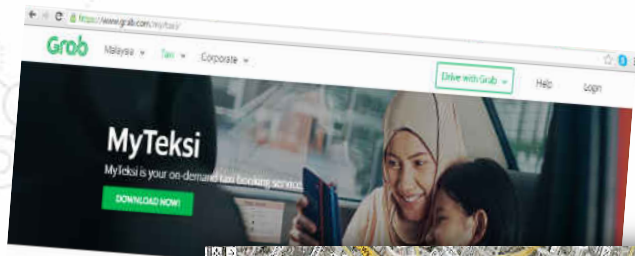 https://www.grab.com/my/taxi/
Grab
Malaysia
Taxi
Corporate
Drive with Grab
Help
Login
MyTeksi
MyTeksi is your on-demand taxi booking service.
DOWNLOAD NOW!